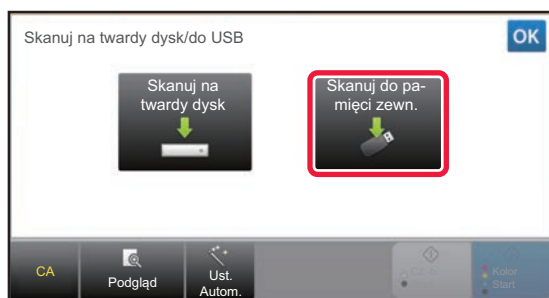 Skanuj na twardy dysk/do USB
OK
Skanuj na
twardy dysk
Skanuj do pa-
mięci zewn.
CA
Podgląd
Ust.
Autom.
Kolor
Start